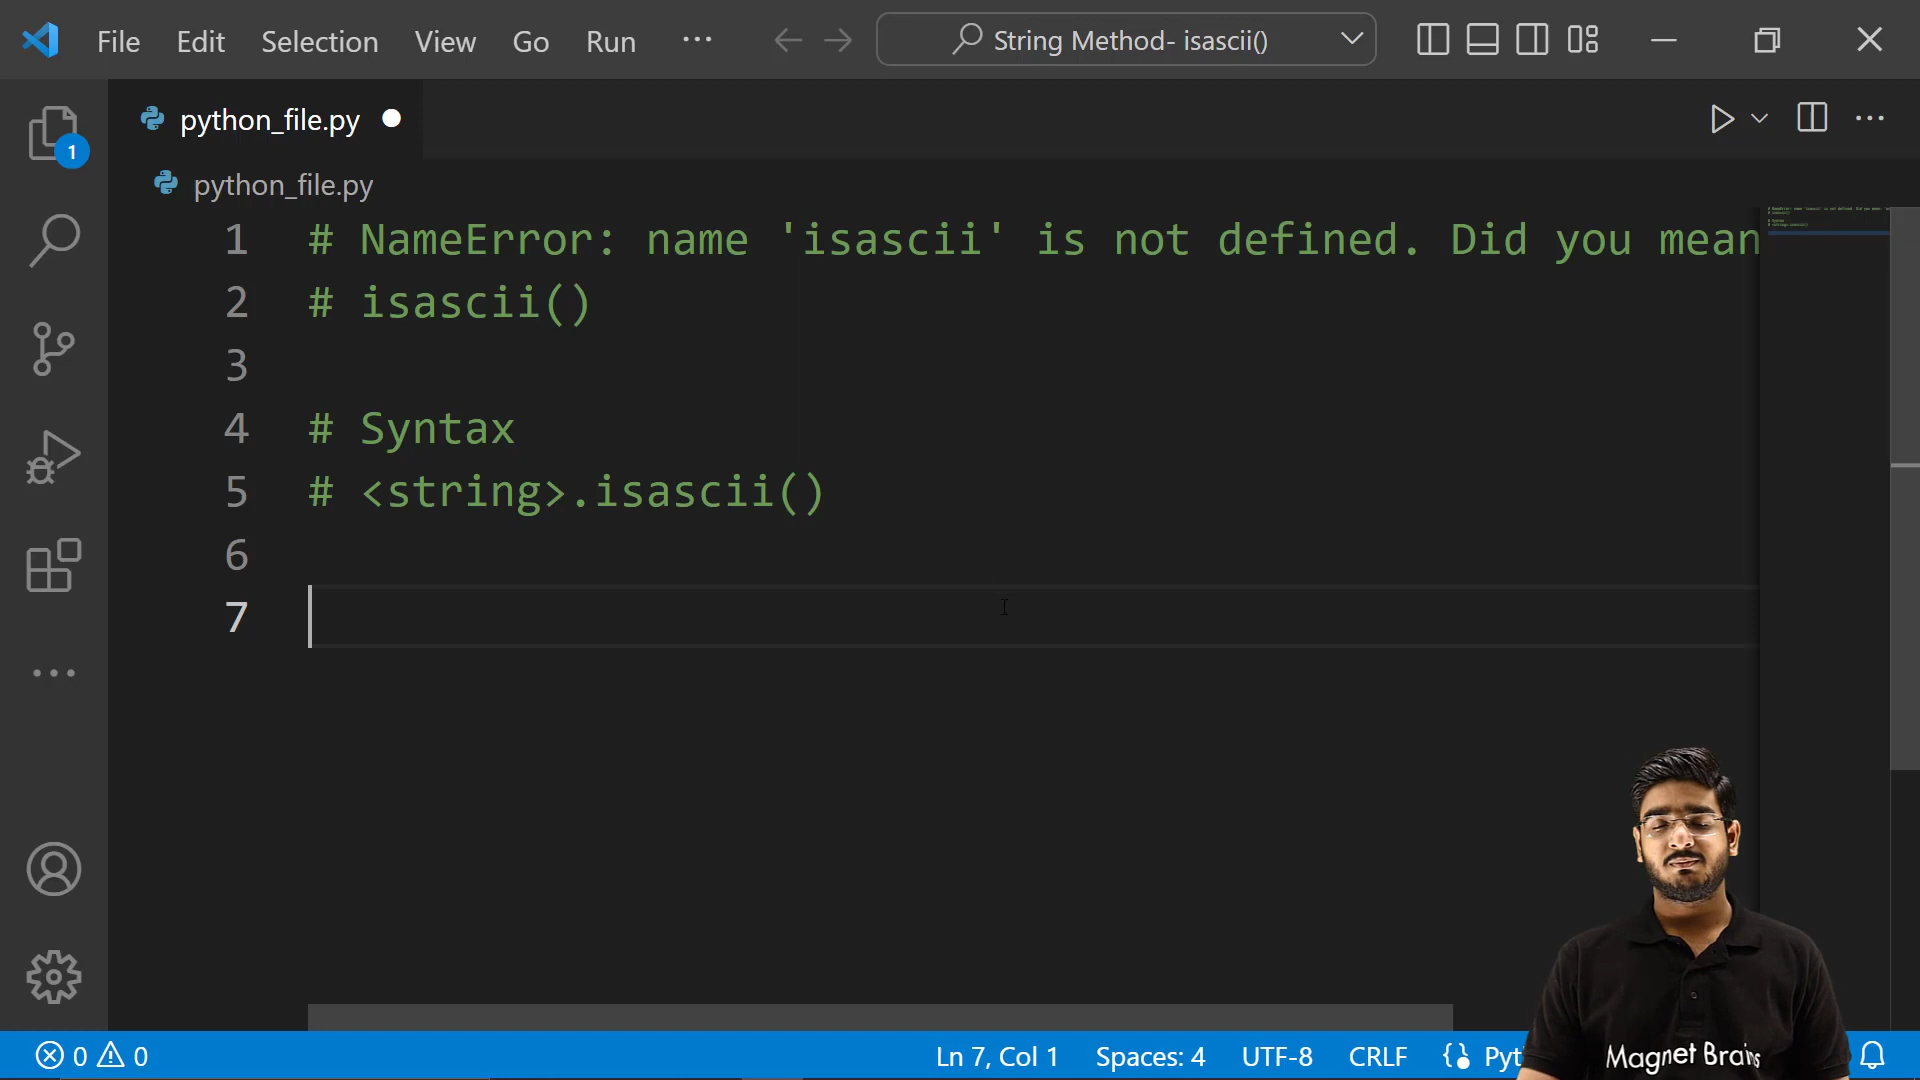 File Edit Selection View Go Run ··· String Method- isascii()
python_file.py
1
python_file.py
1 # NameError: name 'isascii' is not defined. Did you mean
2 # isascii()
3
4 # Syntax
5 # <string>.isascii()
6
7
0 0 Ln 7, Col 1 Spaces: 4 UTF-8 CRLF {} Pyt
Magnet Brains